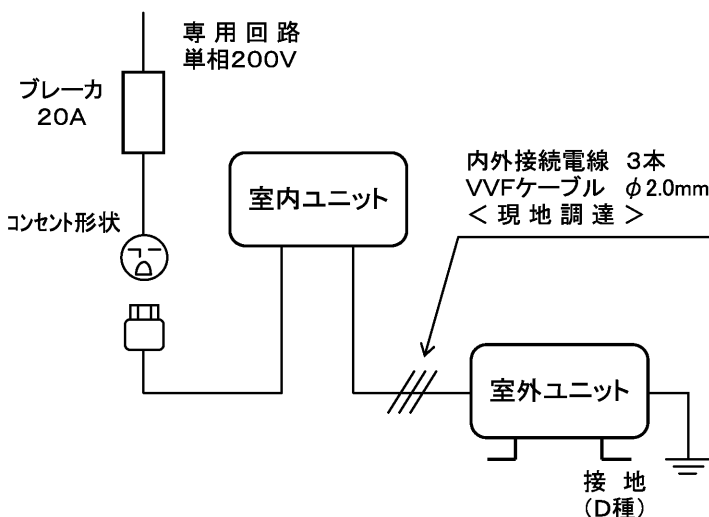 専用回路
単相200V
ブレーカ
20A
コンセント形状
室内ユニット
内外接続電線 3本
VVFケーブル φ2.0mm
<現地調達>
室外ユニット
接地
(D種)